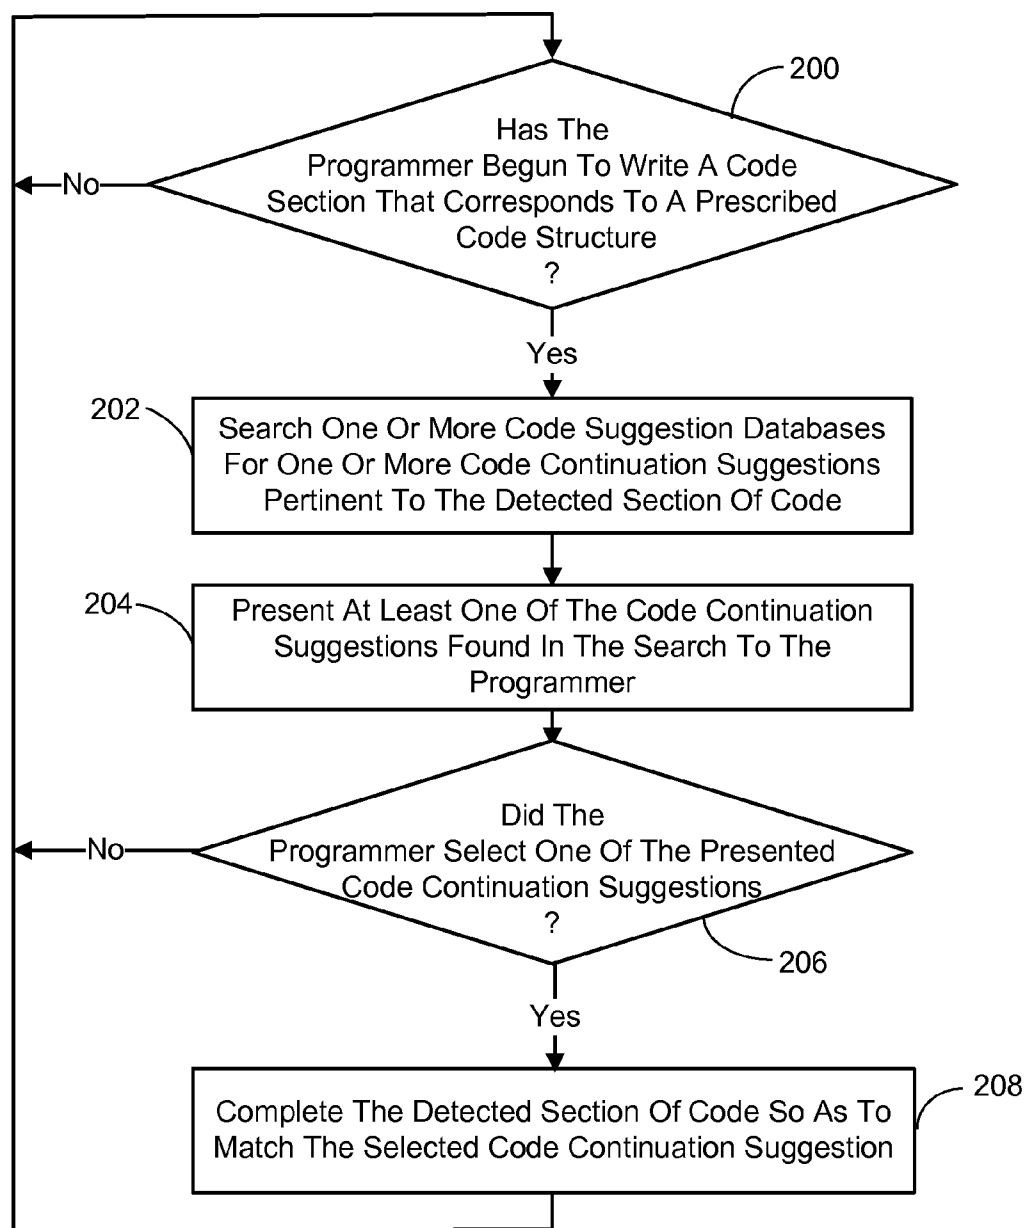 200
Has The
Programmer Begun To Write A Code
Section That Corresponds To A Prescribed
Code Structure
?
No
Yes
202
Search One Or More Code Suggestion Databases
For One Or More Code Continuation Suggestions
Pertinent To The Detected Section Of Code
204
Present At Least One Of The Code Continuation
Suggestions Found In The Search To The
Programmer
Did The
Programmer Select One Of The Presented
Code Continuation Suggestions
?
No
206
Yes
208
Complete The Detected Section Of Code So As To
Match The Selected Code Continuation Suggestion